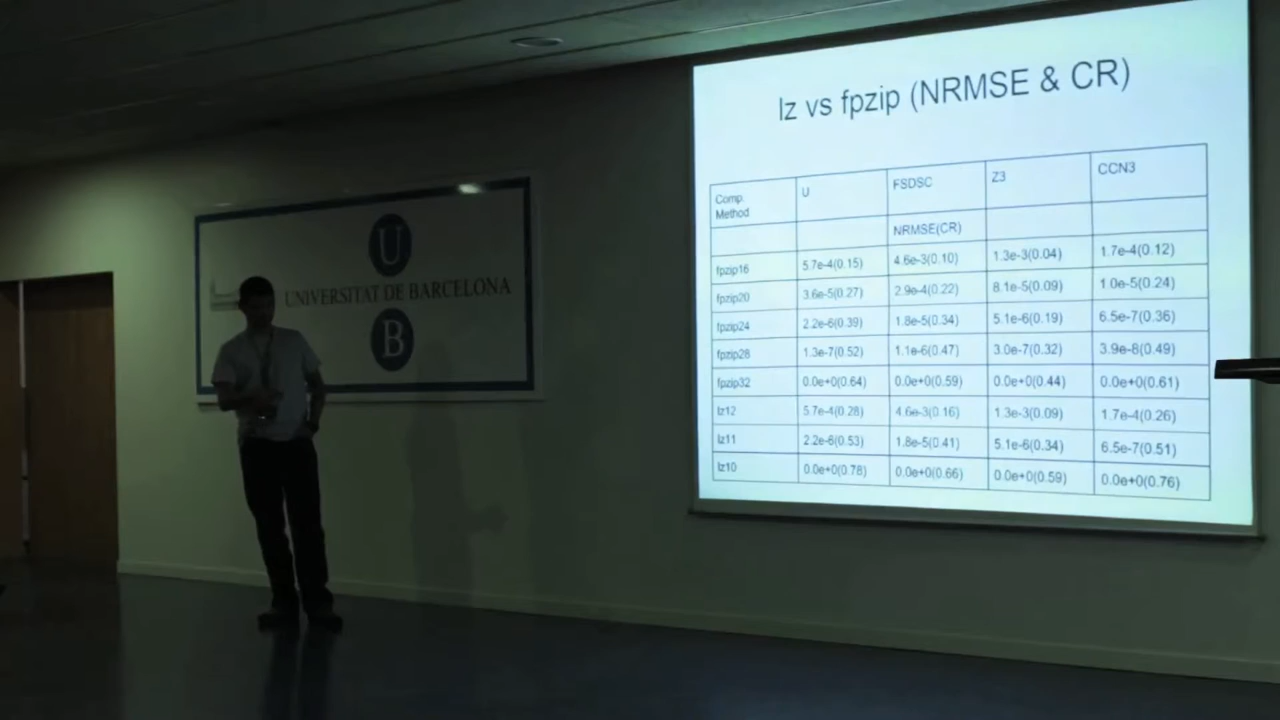 lz vs fpzip (NRMSE & CR)
Comp. Method U FSDSC Z3 CCN3
NRMSE(CR)
fpzip16 5.7e-4(0.15) 4.6e-3(0.10) 1.3e-3(0.04) 1.7e-4(0.12)
fpzip20 3.6e-5(0.27) 2.9e-4(0.22) 8.1e-5(0.09) 1.0e-5(0.24)
fpzip24 2.2e-6(0.39) 1.8e-5(0.34) 5.1e-6(0.19) 6.5e-7(0.36)
fpzip28 1.3e-7(0.52) 1.1e-6(0.47) 3.0e-7(0.32) 3.9e-8(0.49)
fpzip32 0.0e+0(0.64) 0.0e+0(0.59) 0.0e+0(0.44) 0.0e+0(0.61)
lz12 5.7e-4(0.28) 4.6e-3(0.16) 1.3e-3(0.09) 1.7e-4(0.26)
lz11 2.2e-6(0.53) 1.8e-5(0.41) 5.1e-6(0.34) 6.5e-7(0.51)
lz10 0.0e+0(0.78) 0.0e+0(0.66) 0.0e+0(0.59) 0.0e+0(0.76)
U
UNIVERSITAT DE BARCELONA
B